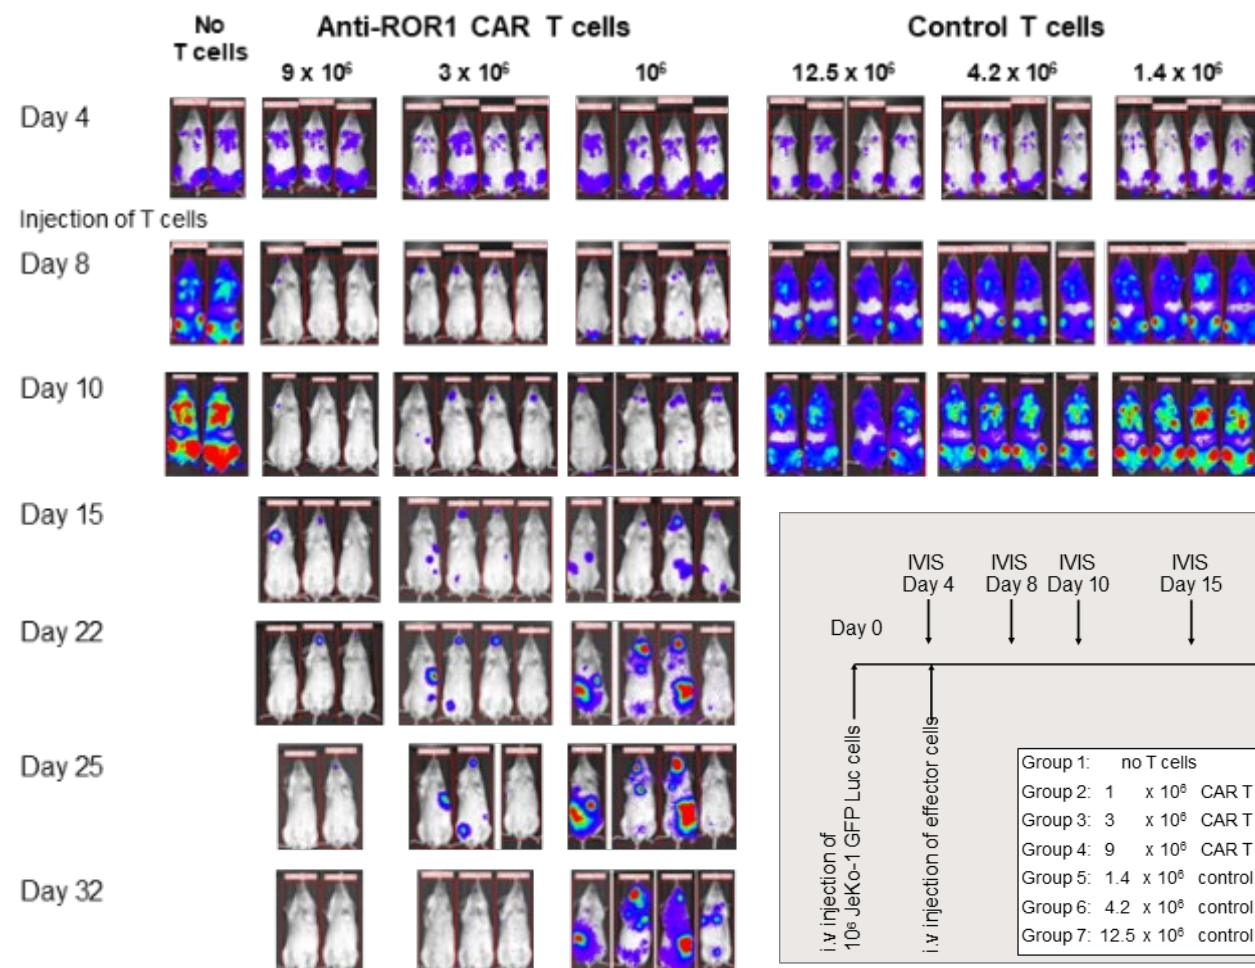 No
T cells
Anti-ROR1 CAR T cells
Control T cells
9 x 10⁶
3 x 10⁶
10⁶
12.5 x 10⁶
4.2 x 10⁶
1.4 x 10⁶
Day 4
Injection of T cells
Day 8
Day 10
Day 15
Day 22
Day 25
Day 32
IVIS
Day 4
IVIS
Day 8
IVIS
Day 10
IVIS
Day 15
Day 0
i.v injection of
10⁶ JeKo-1 GFP Luc cells
i.v injection of effector cells
Group 1: no T cells
Group 2: 1 x 10⁶ CAR T
Group 3: 3 x 10⁶ CAR T
Group 4: 9 x 10⁶ CAR T
Group 5: 1.4 x 10⁶ control
Group 6: 4.2 x 10⁶ control
Group 7: 12.5 x 10⁶ control